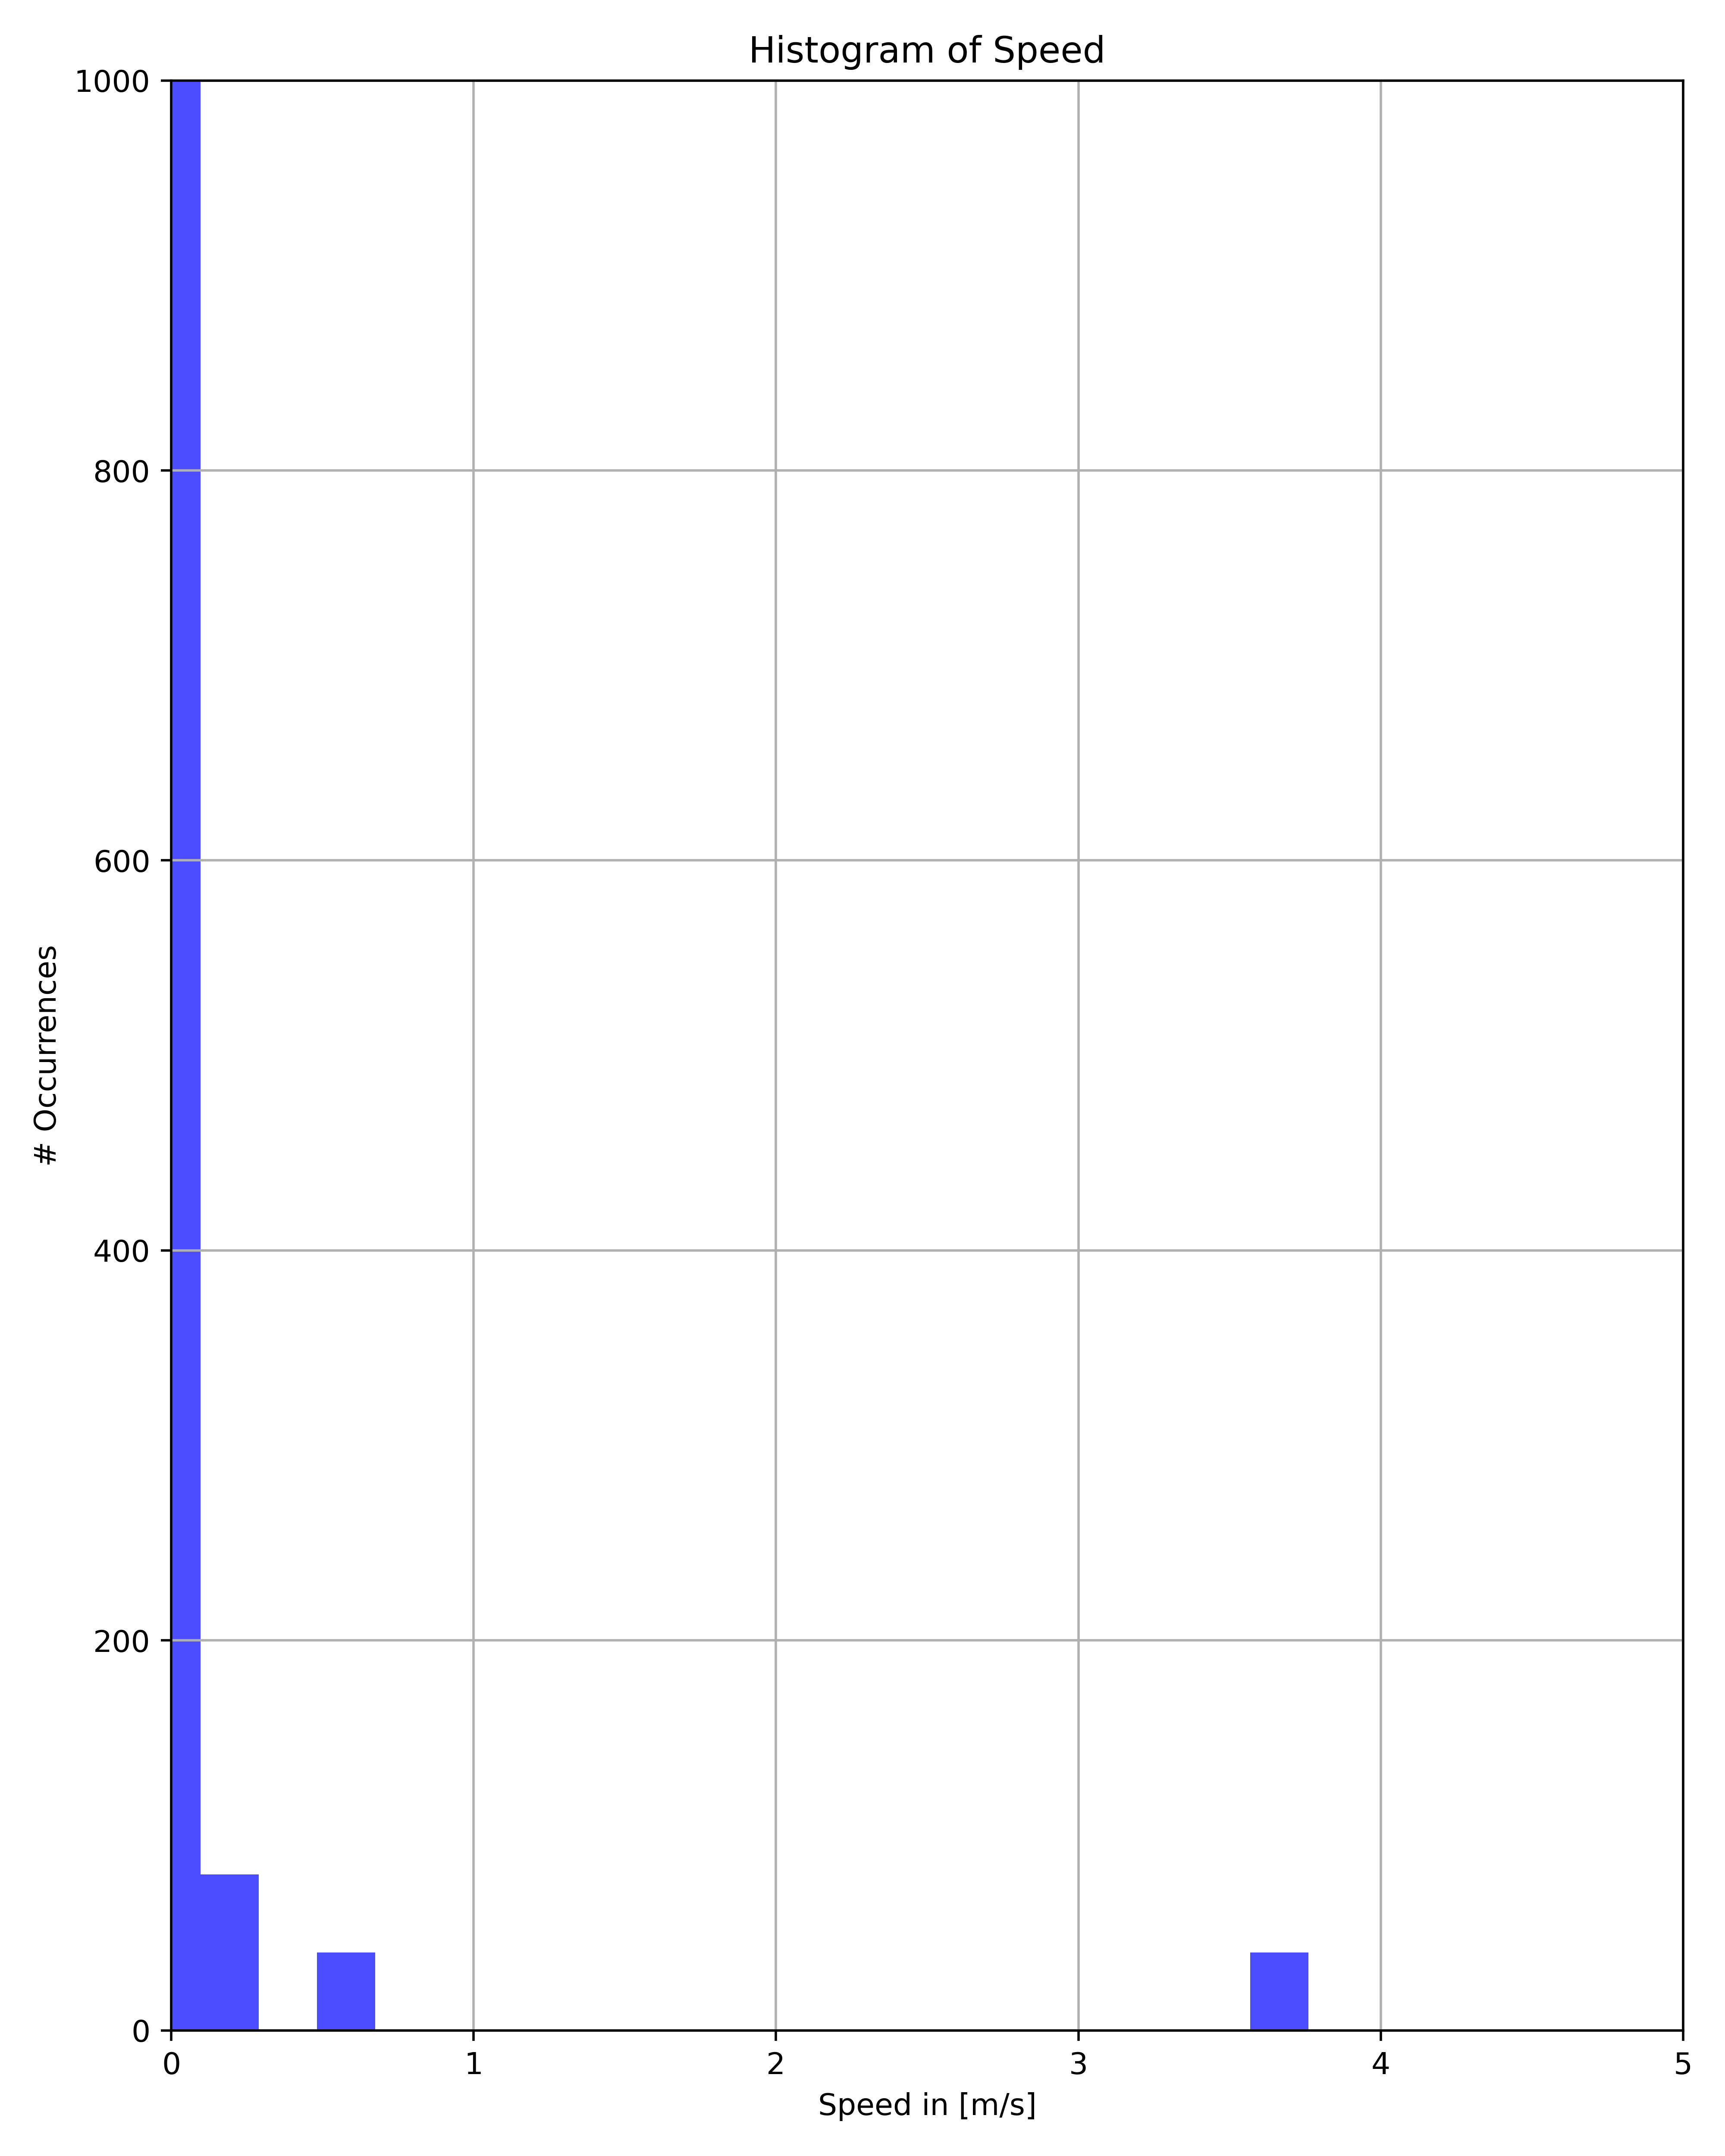 Histogram of Speed
1000
800
600
400
200
0
# Occurrences
0 1 2 3 4 5
Speed in [m/s]